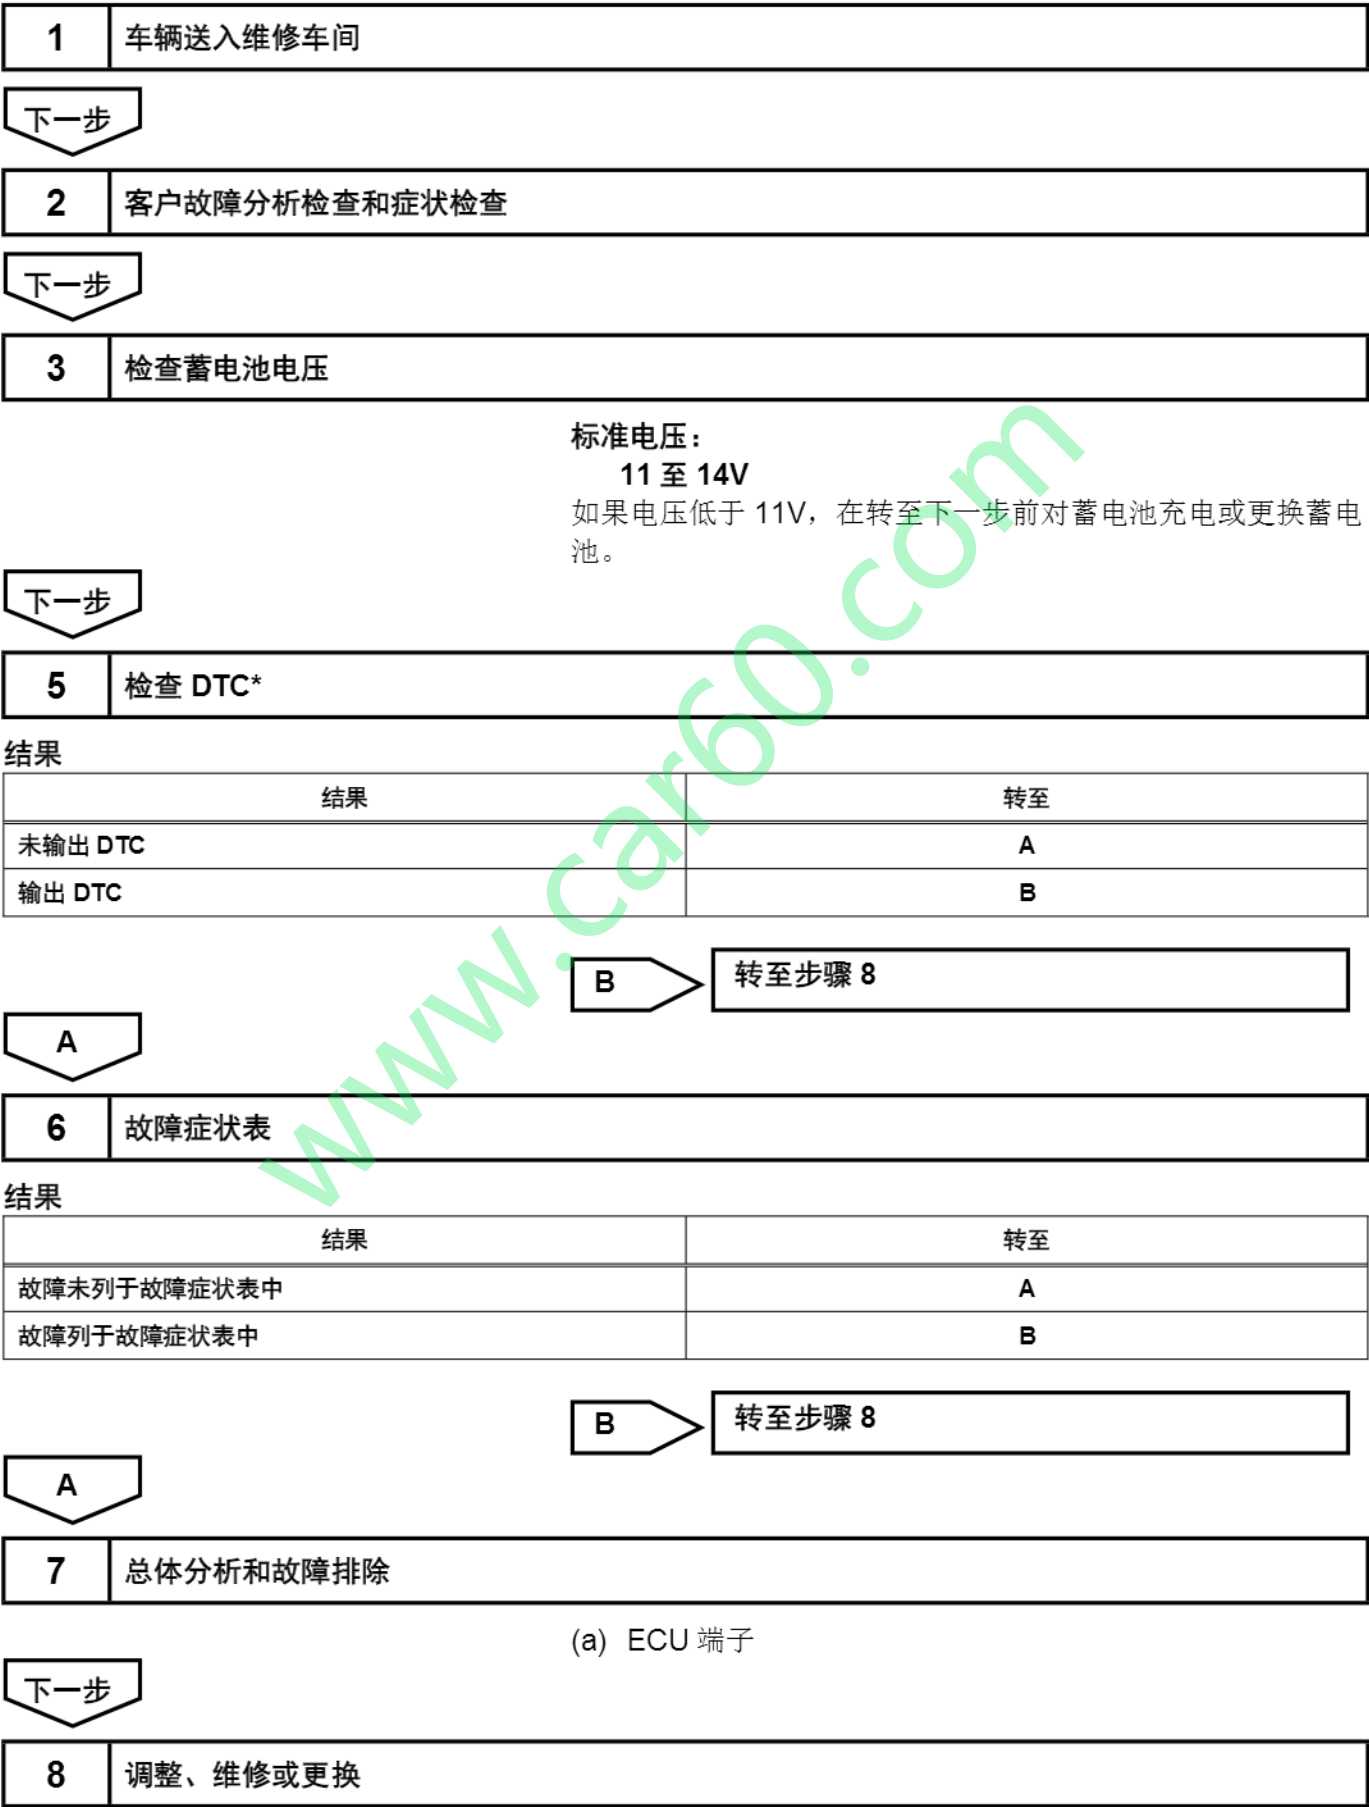 1 车辆送入维修车间
下一步
2 客户故障分析检查和症状检查
下一步
3 检查蓄电池电压
标准电压：
11 至 14V
如果电压低于 11V，在转至下一步前对蓄电池充电或更换蓄电
池。
下一步
5 检查 DTC*
结果
结果 转至
未输出 DTC A
输出 DTC B
B 转至步骤 8
A
6 故障症状表
结果
结果 转至
故障未列于故障症状表中 A
故障列于故障症状表中 B
B 转至步骤 8
A
7 总体分析和故障排除
(a) ECU 端子
下一步
8 调整、维修或更换
www.car60.com